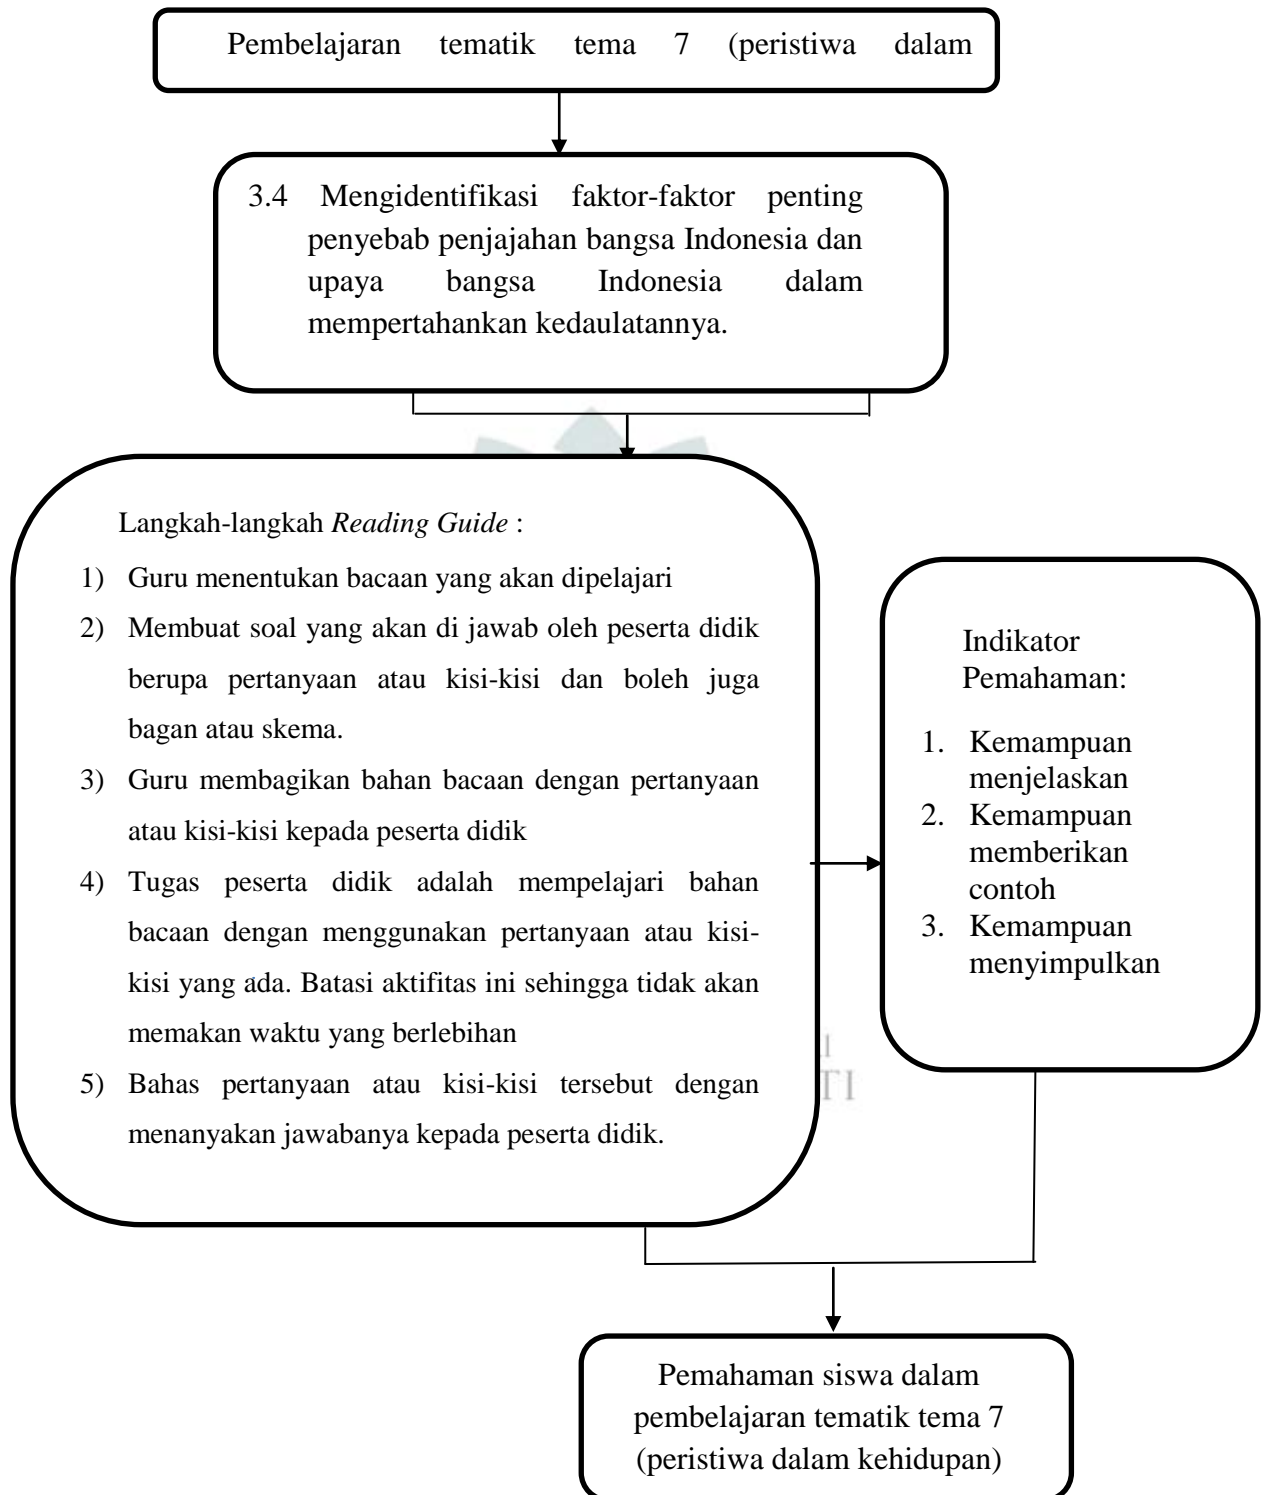 Pembelajaran tematik tema 7 (peristiwa dalam
3.4 Mengidentifikasi faktor-faktor penting
penyebab penjajahan bangsa Indonesia dan
upaya bangsa Indonesia dalam
mempertahankan kedaulatannya.
Langkah-langkah Reading Guide :
1) Guru menentukan bacaan yang akan dipelajari
2) Membuat soal yang akan di jawab oleh peserta didik
berupa pertanyaan atau kisi-kisi dan boleh juga
bagan atau skema.
3) Guru membagikan bahan bacaan dengan pertanyaan
atau kisi-kisi kepada peserta didik
4) Tugas peserta didik adalah mempelajari bahan
bacaan dengan menggunakan pertanyaan atau kisi-
kisi yang ada. Batasi aktifitas ini sehingga tidak akan
memakan waktu yang berlebihan
5) Bahas pertanyaan atau kisi-kisi tersebut dengan
menanyakan jawabanya kepada peserta didik.
Indikator
Pemahaman:
1. Kemampuan
menjelaskan
2. Kemampuan
memberikan
contoh
3. Kemampuan
menyimpulkan
Pemahaman siswa dalam
pembelajaran tematik tema 7
(peristiwa dalam kehidupan)